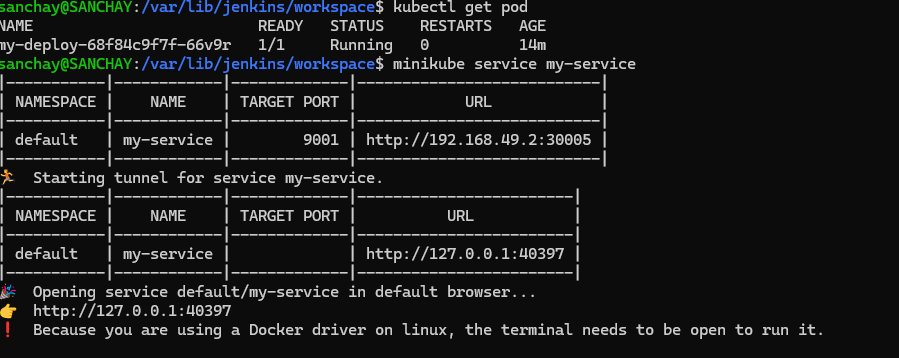 sanchay@SANCHAY:/var/lib/jenkins/workspace$ kubectl get pod
NAME                         READY   STATUS    RESTARTS   AGE
my-deploy-68f84c9f7f-66v9r   1/1     Running   0          14m
sanchay@SANCHAY:/var/lib/jenkins/workspace$ minikube service my-service
|-----------|------------|-------------|---------------------------|
| NAMESPACE |    NAME    | TARGET PORT |            URL            |
|-----------|------------|-------------|---------------------------|
| default   | my-service |        9001 | http://192.168.49.2:30005 |
|-----------|------------|-------------|---------------------------|
🏃  Starting tunnel for service my-service.
|-----------|------------|-------------|------------------------|
| NAMESPACE |    NAME    | TARGET PORT |          URL           |
|-----------|------------|-------------|------------------------|
| default   | my-service |             | http://127.0.0.1:40397 |
|-----------|------------|-------------|------------------------|
🎉  Opening service default/my-service in default browser...
👉  http://127.0.0.1:40397
❗  Because you are using a Docker driver on linux, the terminal needs to be open to run it.